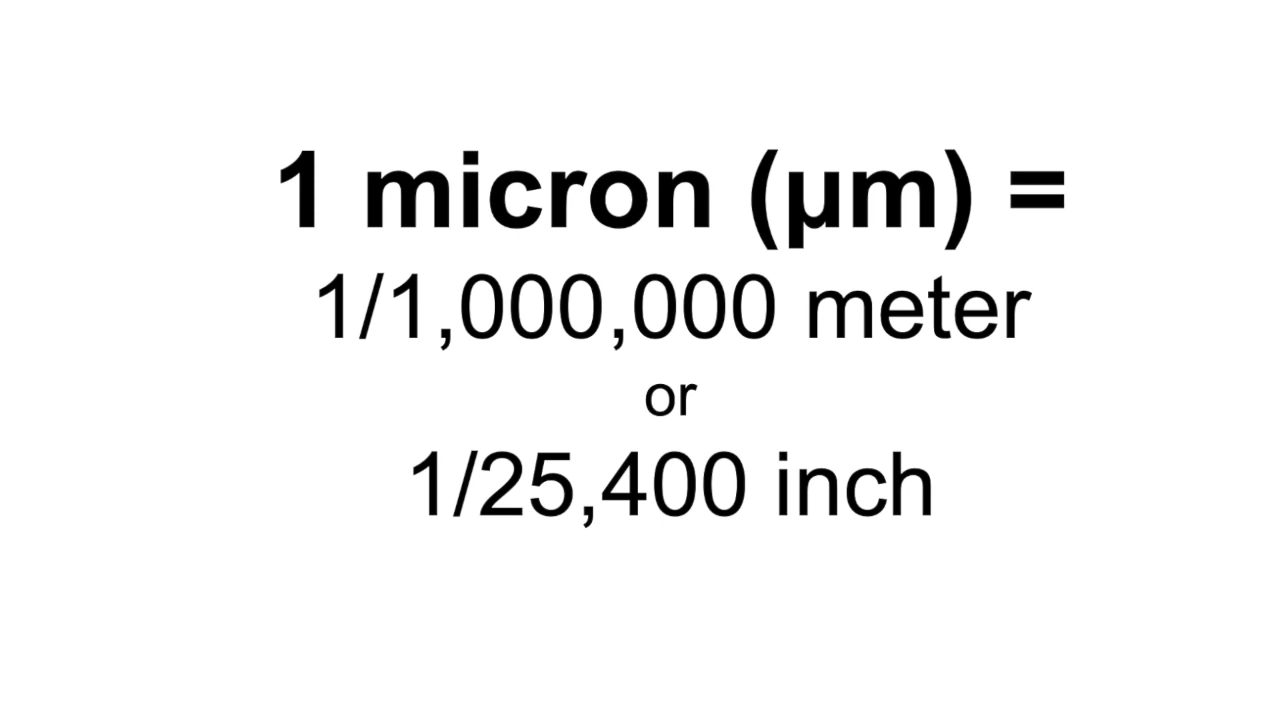 1 micron (µm) =
1/1,000,000 meter
or
1/25,400 inch